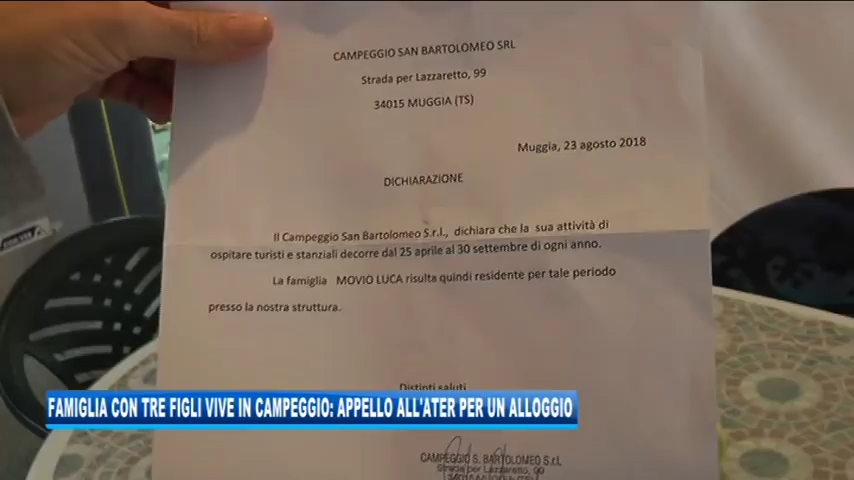 CAMPEGGIO SAN BARTOLOMEO SRL
Strada per Lazzaretto, 99
34015 MUGGIA (TS)
Muggia, 23 agosto 2018
DICHIARAZIONE
Il Campeggio San Bartolomeo S.r.l., dichiara che la sua attività di
ospitare turisti e stanziali decorre dal 25 aprile al 30 settembre di ogni anno.
La famiglia MOVIO LUCA risulta quindi residente per tale periodo
presso la nostra struttura.
Distinti saluti
FAMIGLIA CON TRE FIGLI VIVE IN CAMPEGGIO: APPELLO ALL'ATER PER UN ALLOGGIO
CAMPEGGIO S. BARTOLOMEO S.r.l.
Strada per Lazzaretto, 99